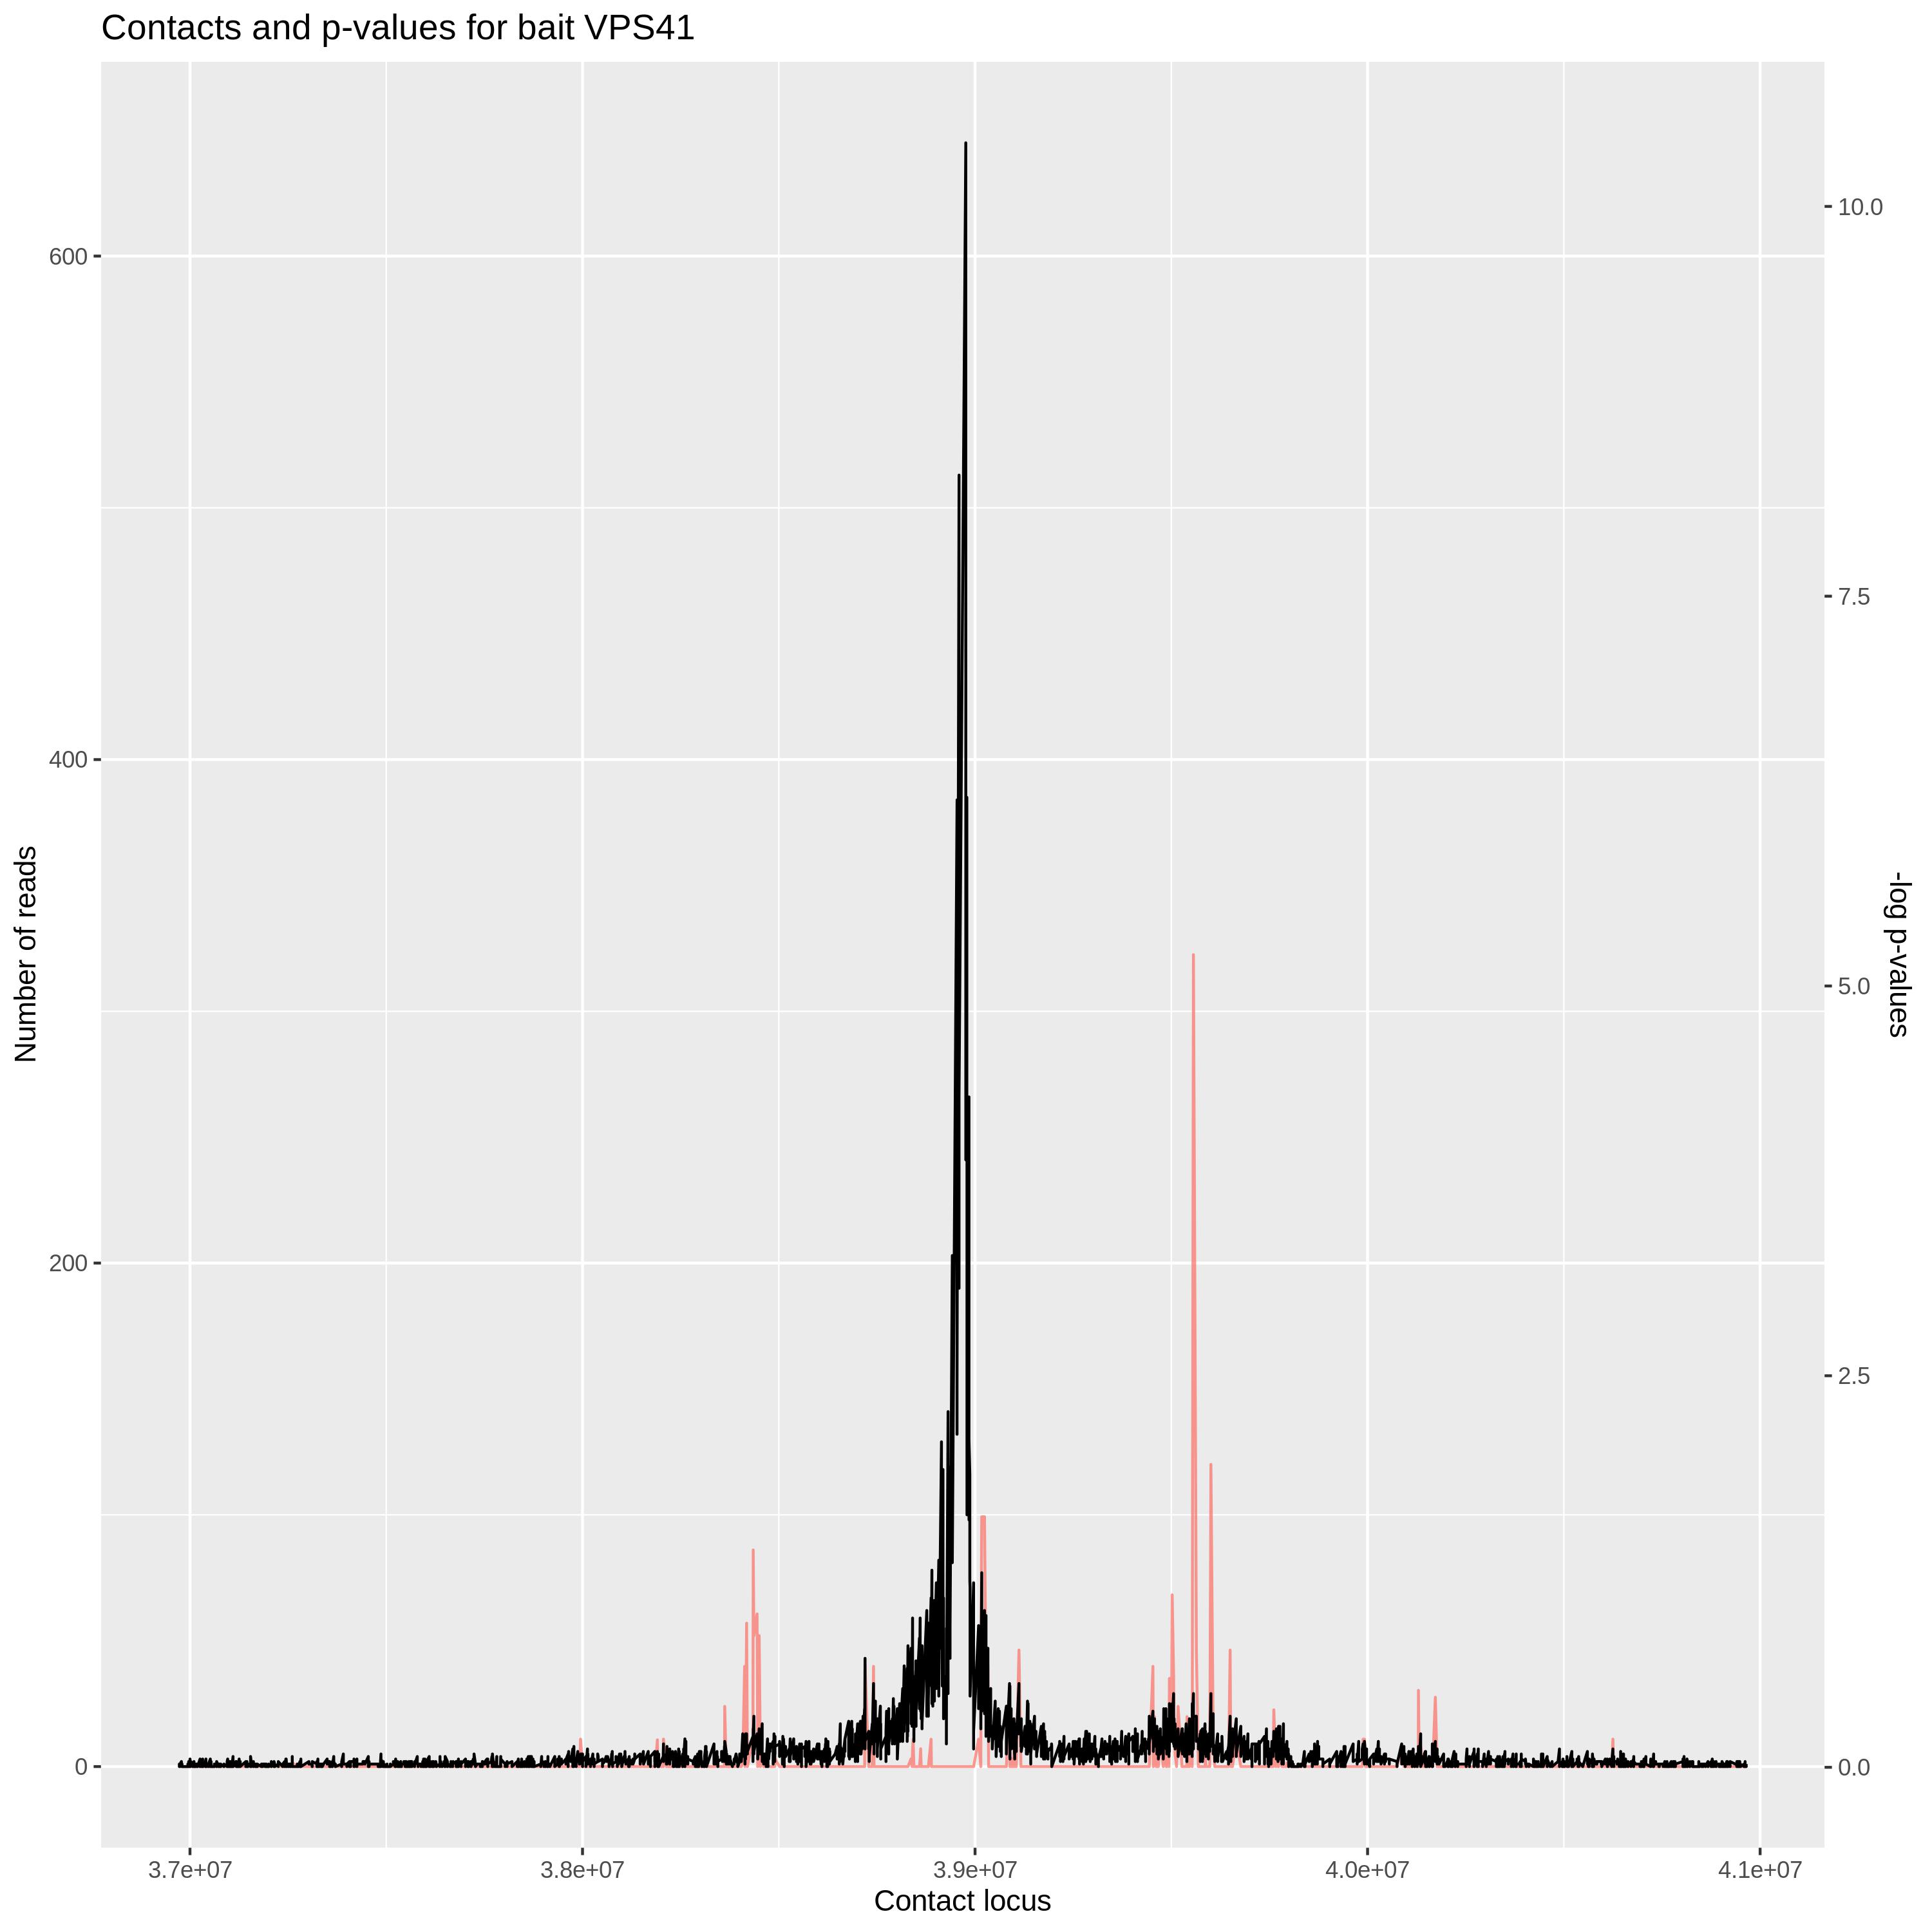 Contacts and p-values for bait VPS41
600
400
200
0
Number of reads
10.0
7.5
5.0
2.5
0.0
-log p-values
3.7e+07 3.8e+07 3.9e+07 4.0e+07 4.1e+07
Contact locus